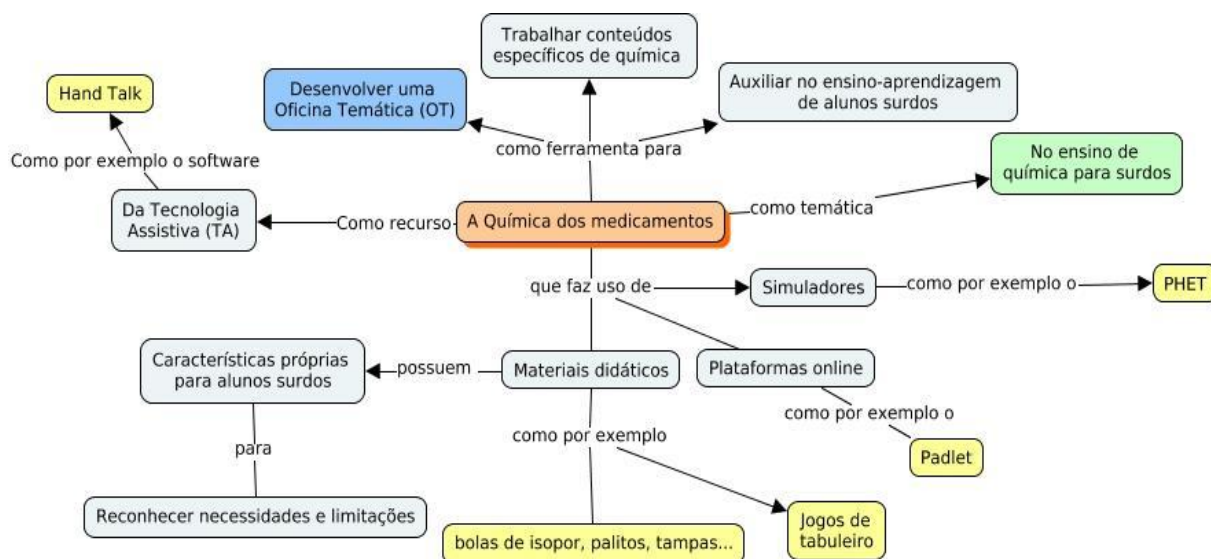 Trabalhar conteúdos
específicos de química
Desenvolver uma
Oficina Temática (OT)
Auxiliar no ensino-aprendizagem
de alunos surdos
Hand Talk
como ferramenta para
No ensino de
química para surdos
Como por exemplo o software
Da Tecnologia
Assistiva (TA)
Como recurso
A Química dos medicamentos
como temática
que faz uso de
Simuladores
como por exemplo o
PHET
Características próprias
para alunos surdos
possuem
Materiais didáticos
Plataformas online
como por exemplo o
para
como por exemplo
Padlet
Reconhecer necessidades e limitações
bolas de isopor, palitos, tampas...
Jogos de
tabuleiro